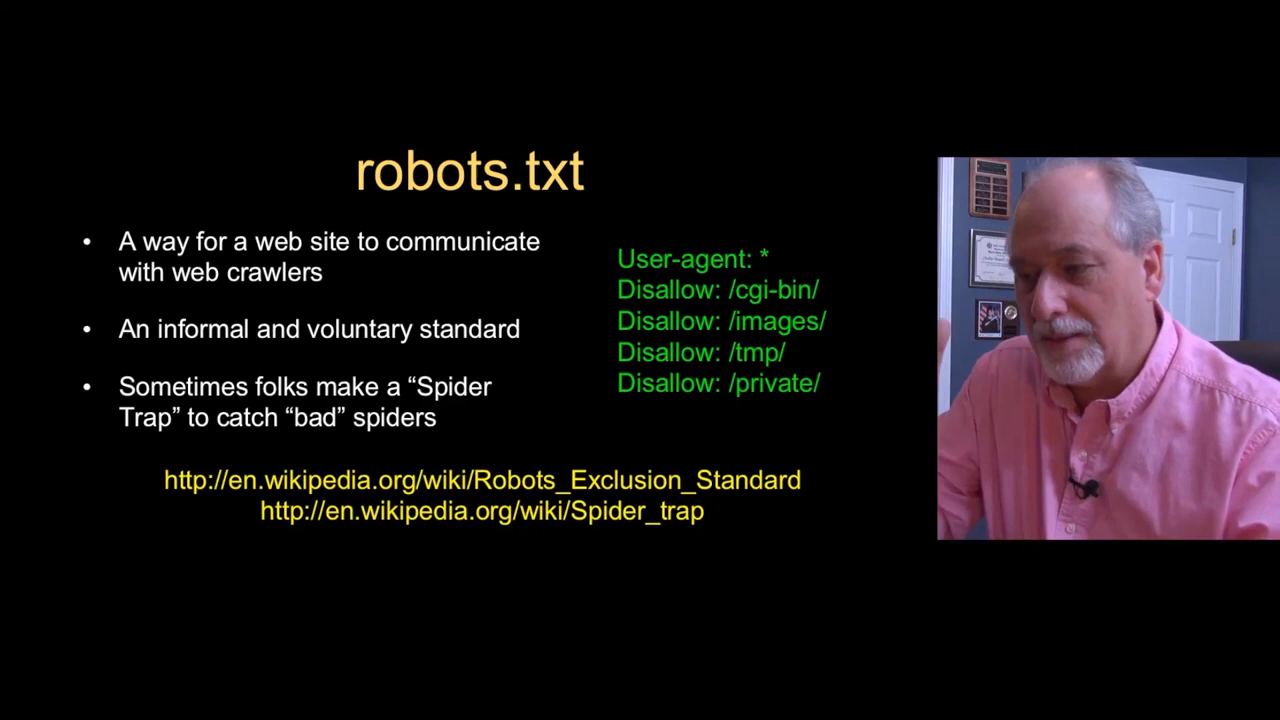 robots.txt
• A way for a web site to communicate
with web crawlers
• An informal and voluntary standard
• Sometimes folks make a “Spider
Trap” to catch “bad” spiders
User-agent: *
Disallow: /cgi-bin/
Disallow: /images/
Disallow: /tmp/
Disallow: /private/
http://en.wikipedia.org/wiki/Robots_Exclusion_Standard
http://en.wikipedia.org/wiki/Spider_trap